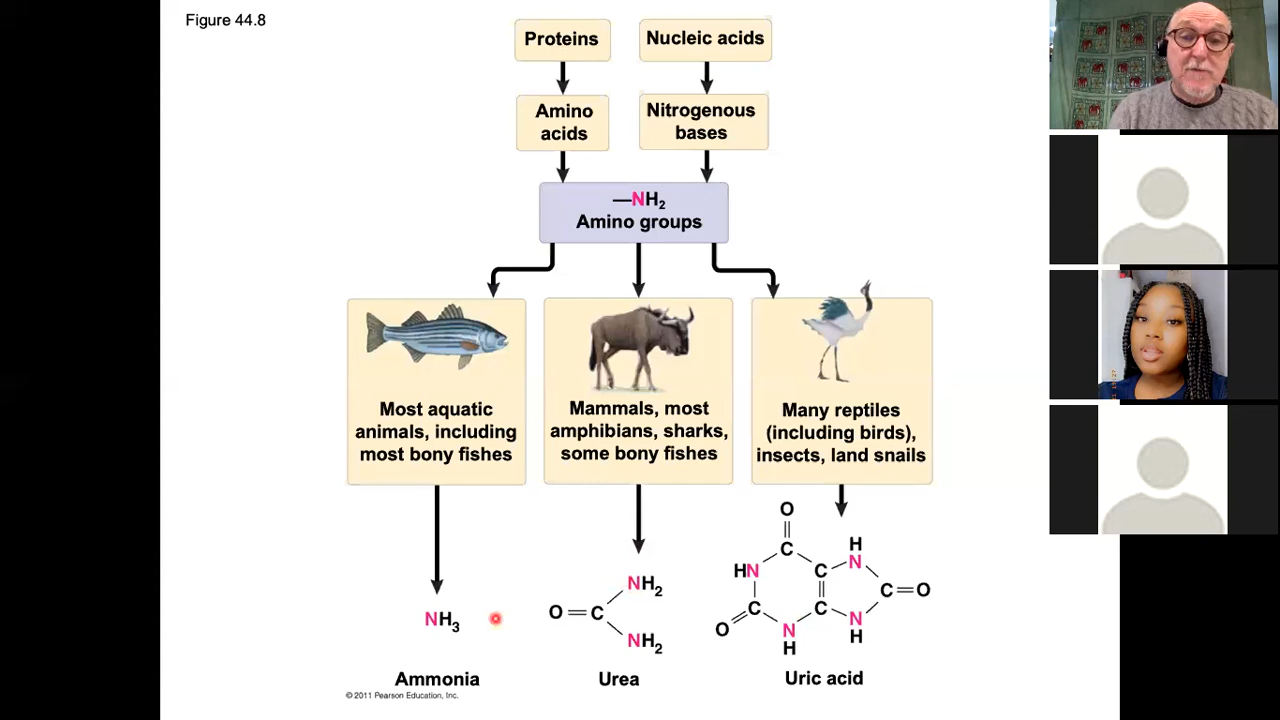 Figure 44.8
Proteins
Nucleic acids
Amino
acids
Nitrogenous
bases
—NH2
Amino groups
Most aquatic
animals, including
most bony fishes
Mammals, most
amphibians, sharks,
some bony fishes
Many reptiles
(including birds),
insects, land snails
NH3
Ammonia
NH2
O=C
NH2
Urea
O
C
H
N
HN
C
C=O
C
C
O
N
H
N
H
Uric acid
© 2011 Pearson Education, Inc.